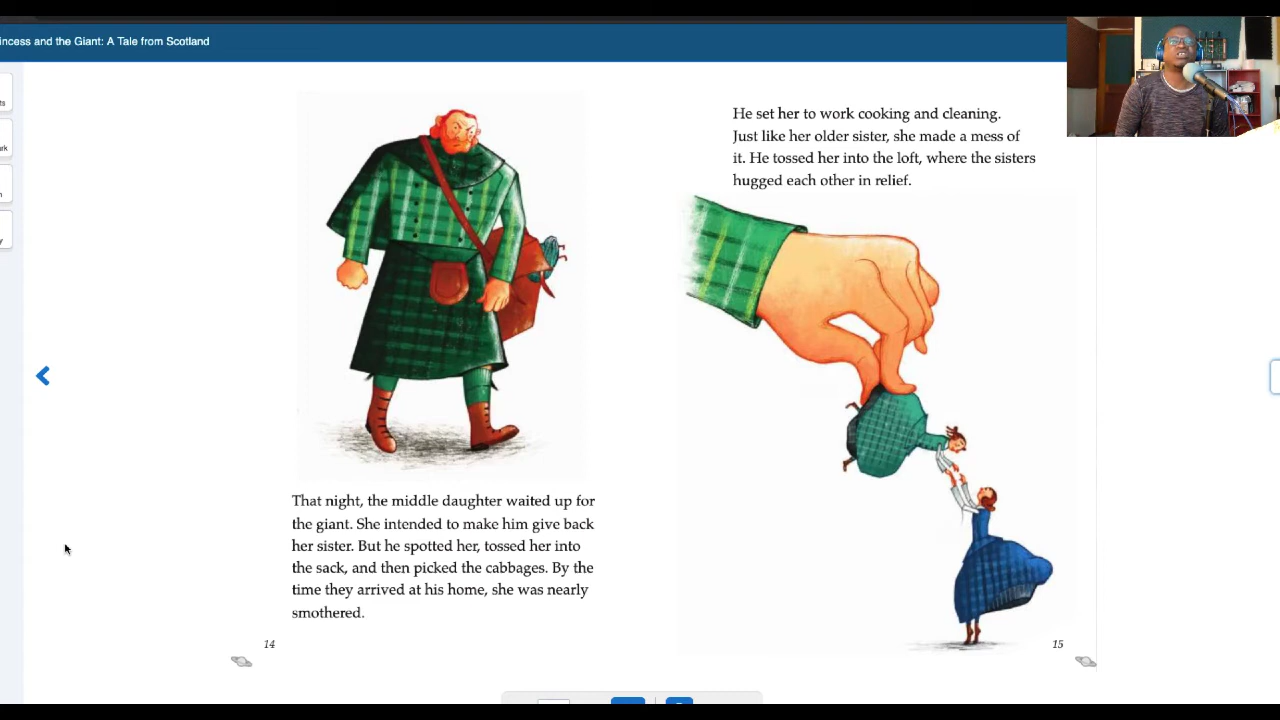 incess and the Giant: A Tale from Scotland
ts
rk
n
y
That night, the middle daughter waited up for
the giant. She intended to make him give back
her sister. But he spotted her, tossed her into
the sack, and then picked the cabbages. By the
time they arrived at his home, she was nearly
smothered.
14
He set her to work cooking and cleaning.
Just like her older sister, she made a mess of
it. He tossed her into the loft, where the sisters
hugged each other in relief.
15